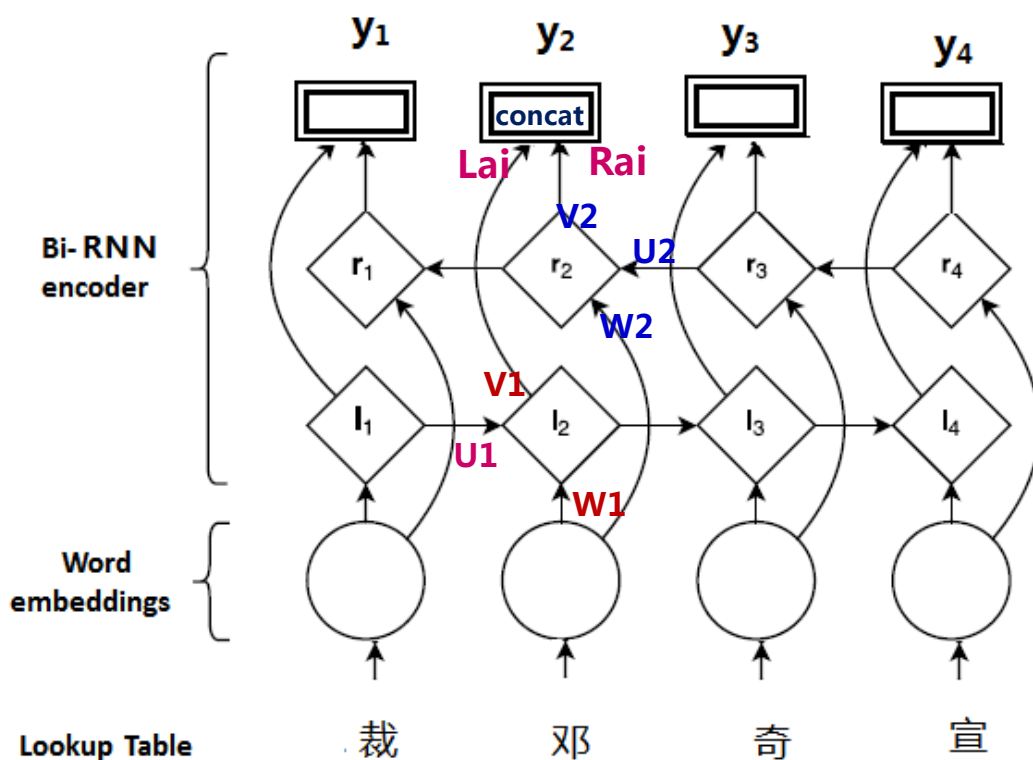 y1 y2 y3 y4
concat
Lai Rai
V2
Bi-RNN
encoder
r1 r2 U2 r3 r4
W2
V1
l1 l2 l3 l4
U1
W1
Word
embeddings
Lookup Table 裁 邓 奇 宣